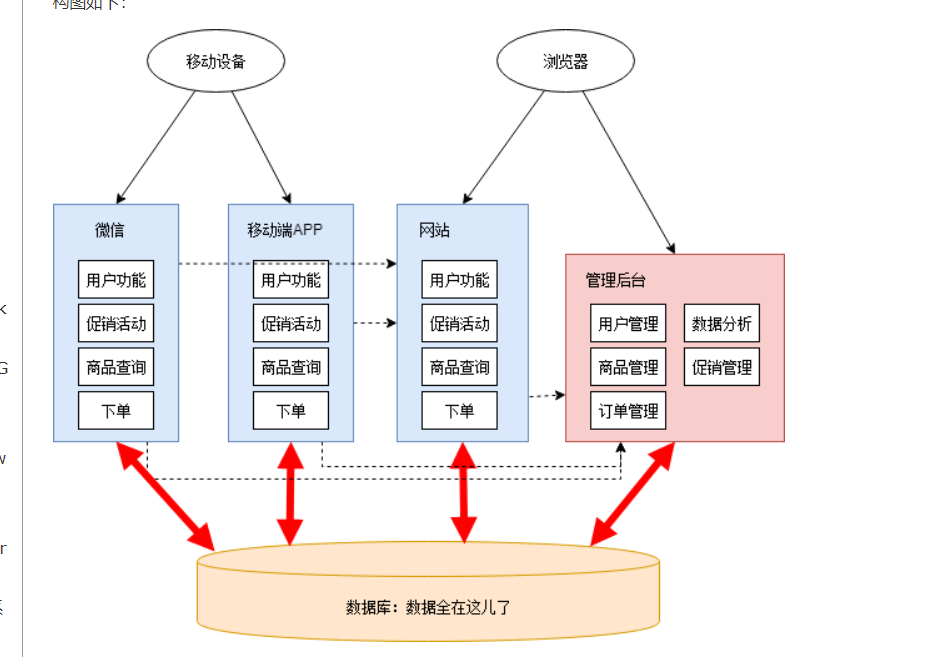 构图如下：
移动设备
浏览器
微信
用户功能
促销活动
商品查询
下单
移动端APP
用户功能
促销活动
商品查询
下单
网站
用户功能
促销活动
商品查询
下单
管理后台
用户管理
数据分析
商品管理
促销管理
订单管理
数据库：数据全在这儿了
k
G
w
r